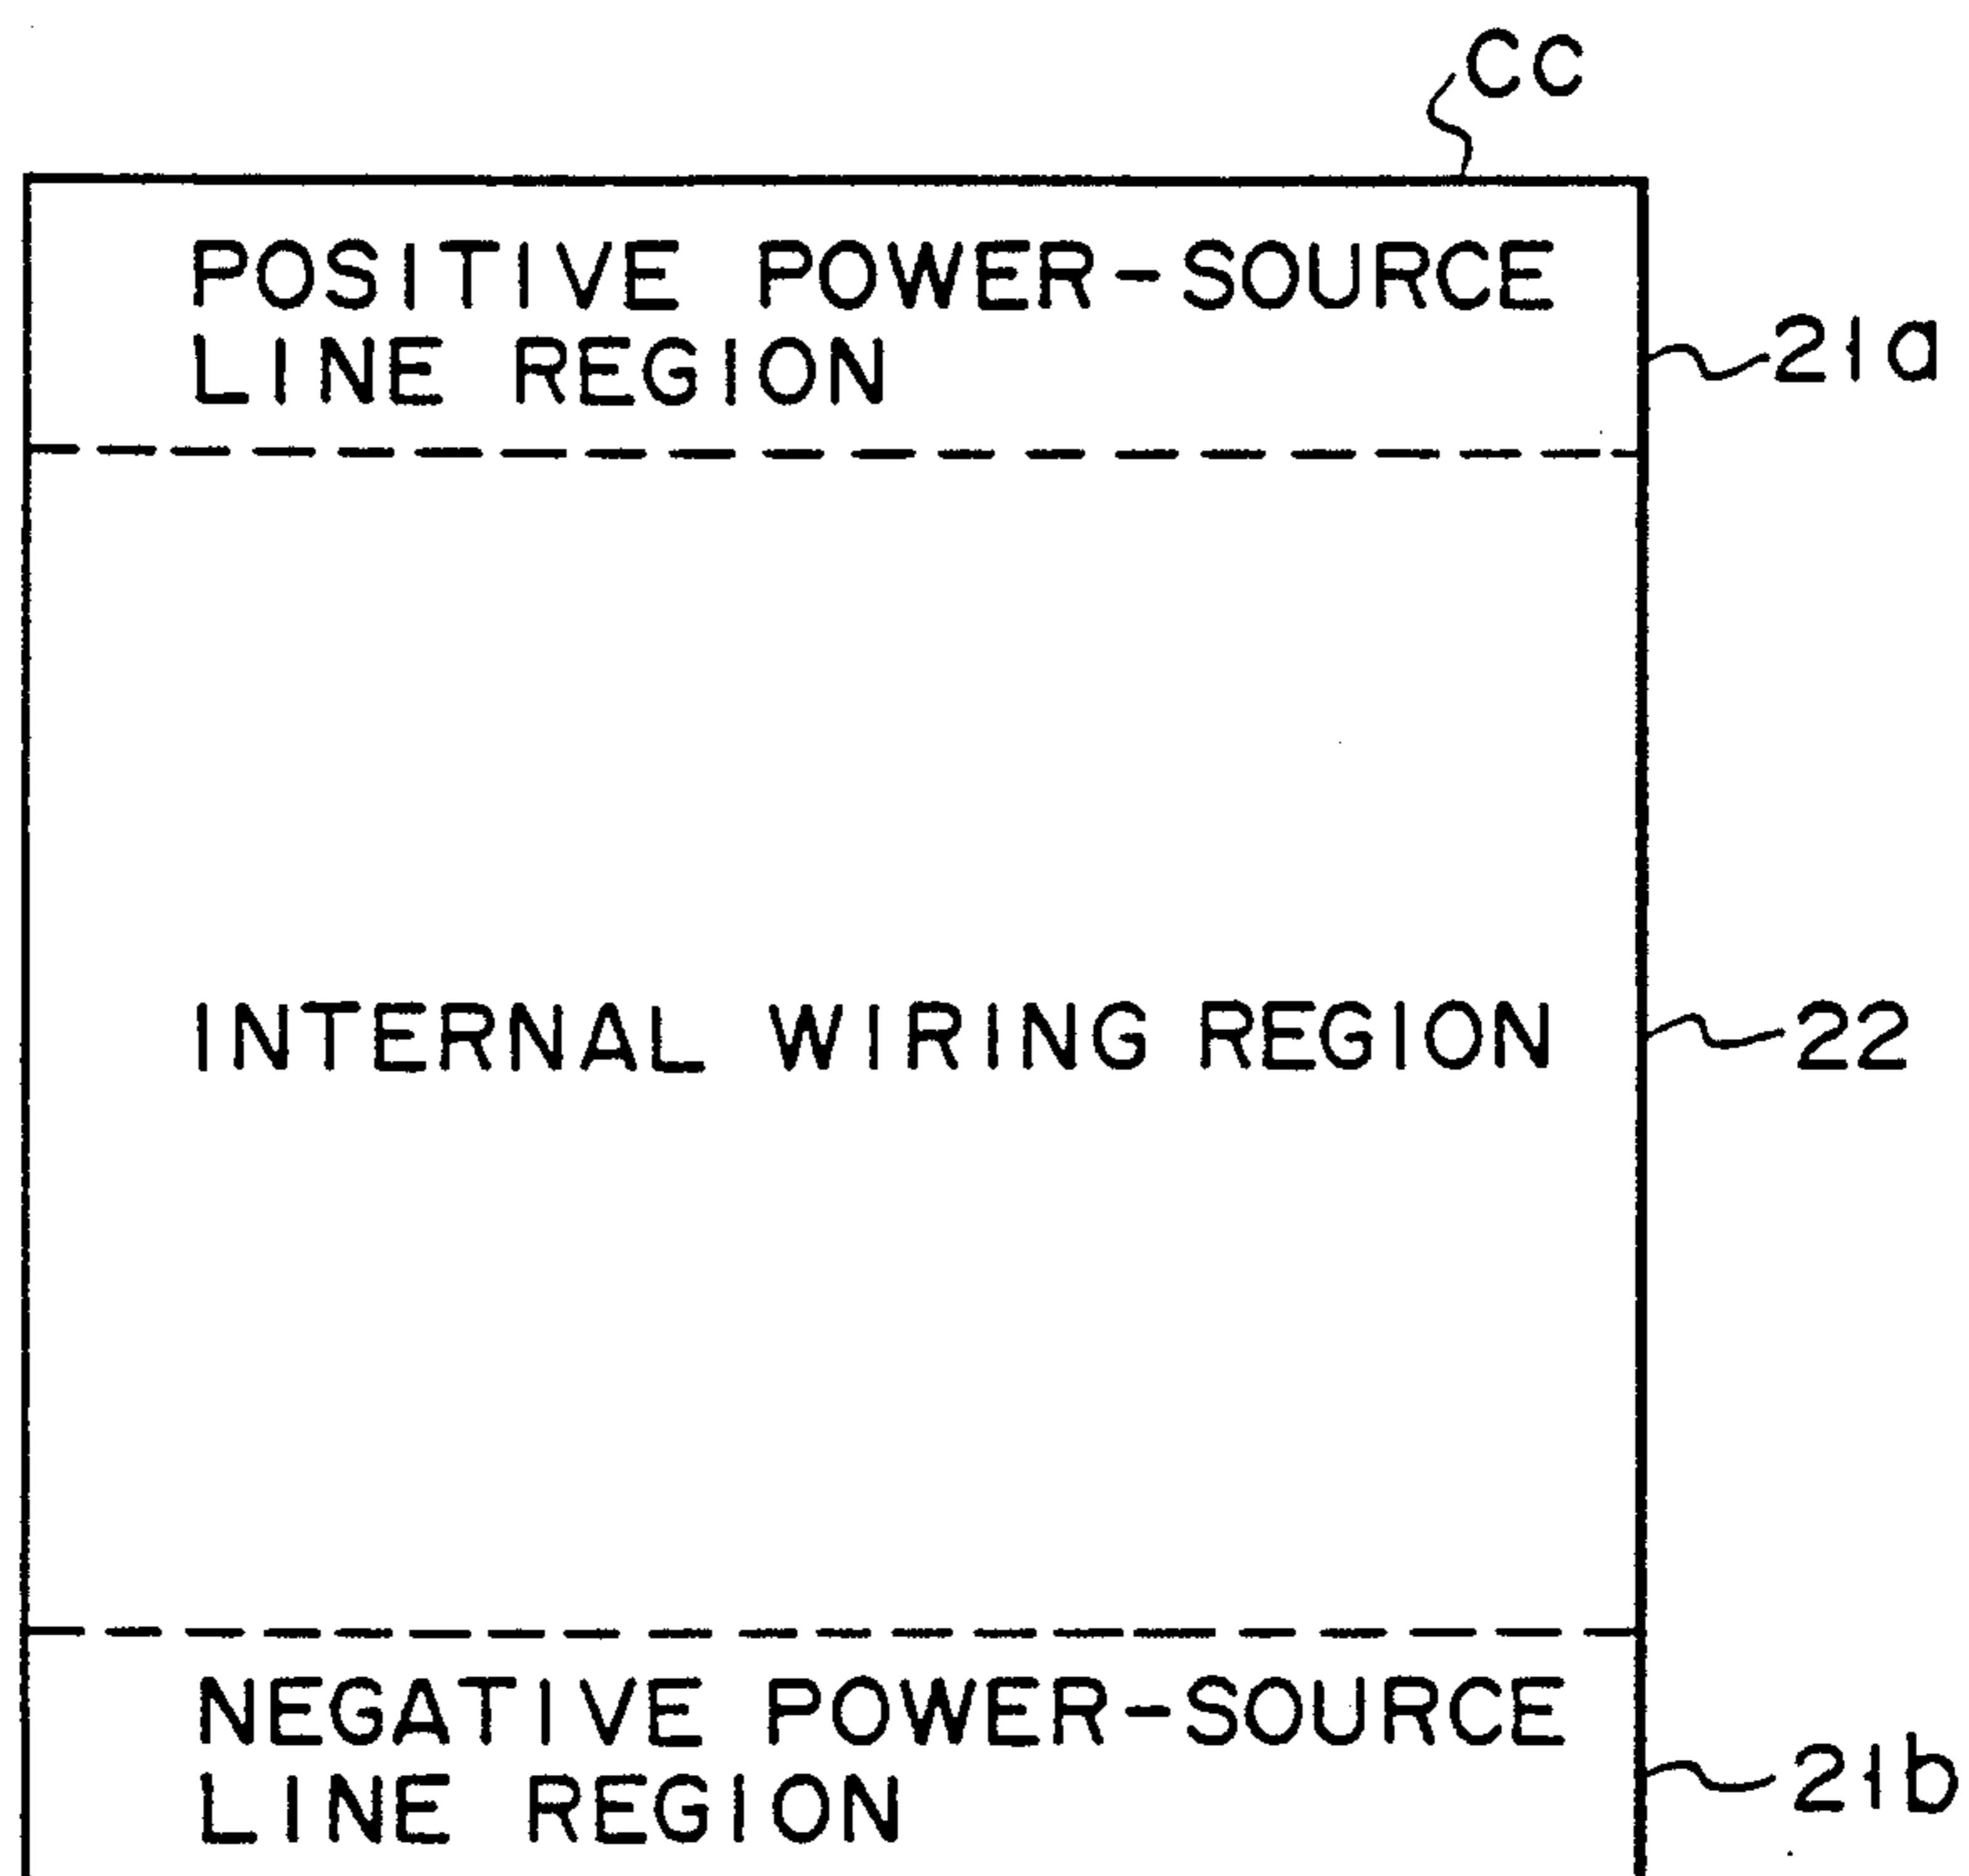 CC
POSITIVE POWER-SOURCE
LINE REGION
21a
INTERNAL WIRING REGION
22
NEGATIVE POWER-SOURCE
LINE REGION
21b